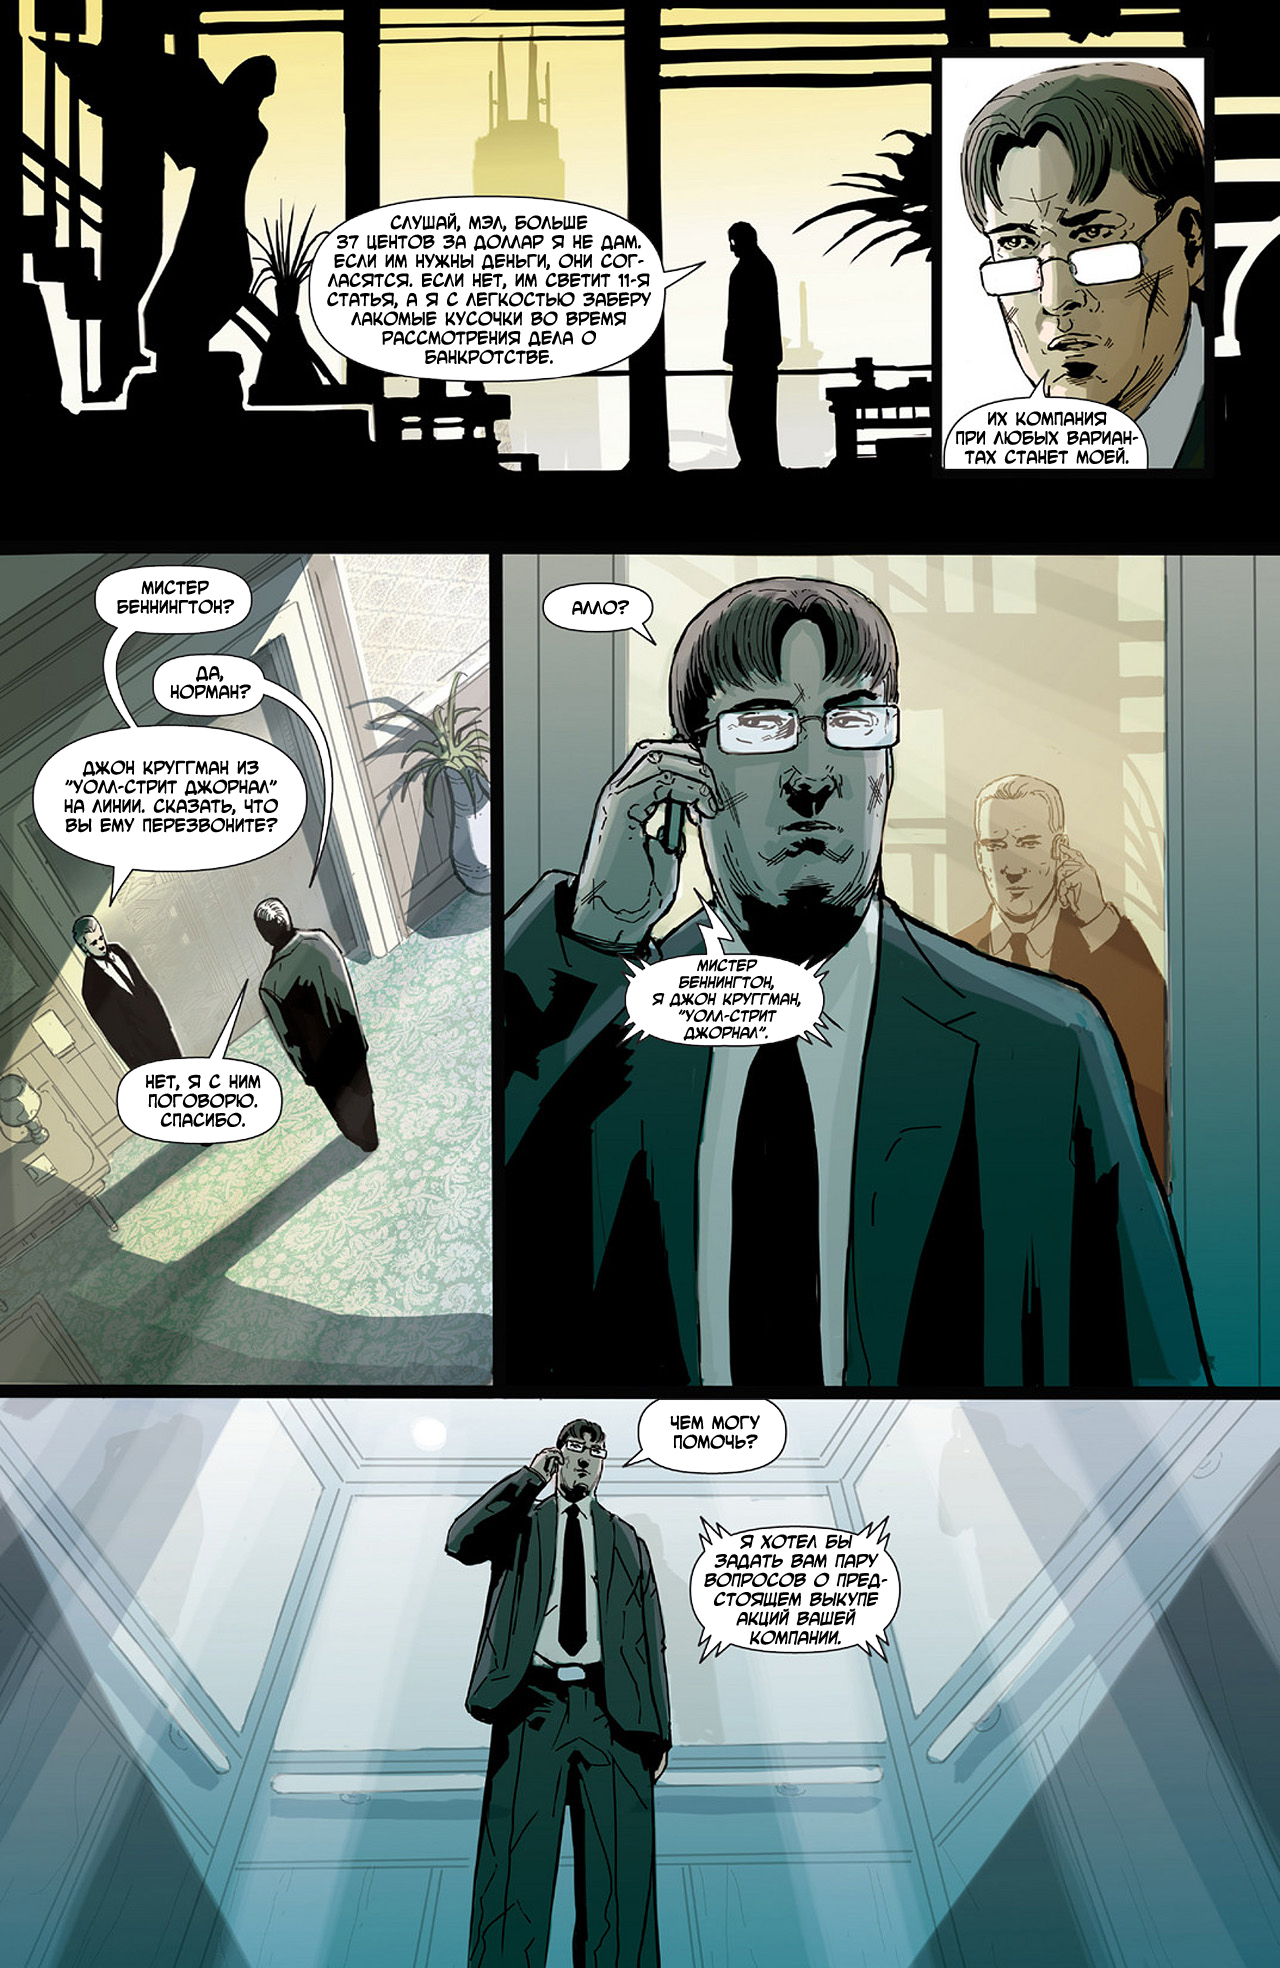 СЛУШАЙ, МЭЛ, БОЛЬШЕ
37 ЦЕНТОВ ЗА ДОЛЛАР Я НЕ ДАМ.
ЕСЛИ ИМ НУЖНЫ ДЕНЬГИ, ОНИ СОГ-
ЛАСЯТСЯ. ЕСЛИ НЕТ, ИМ СВЕТИТ 11-Я
СТАТЬЯ, А Я С ЛЕГКОСТЬЮ ЗАБЕРУ
ЛАКОМЫЕ КУСОЧКИ ВО ВРЕМЯ
РАССМОТРЕНИЯ ДЕЛА О
БАНКРОТСТВЕ.
ИХ КОМПАНИЯ
ПРИ ЛЮБЫХ ВАРИАН-
ТАХ СТАНЕТ МОЕЙ.
МИСТЕР
БЕННИНГТОН?
ДА,
НОРМАН?
ДЖОН КРУГГМАН ИЗ
"УОЛЛ-СТРИТ ДЖОРНАЛ"
НА ЛИНИИ. СКАЗАТЬ, ЧТО
ВЫ ЕМУ ПЕРЕЗВОНИТЕ?
НЕТ, Я С НИМ
ПОГОВОРЮ.
СПАСИБО.
АЛЛО?
МИСТЕР
БЕННИНГТОН,
Я ДЖОН КРУГГМАН,
"УОЛЛ-СТРИТ
ДЖОРНАЛ".
ЧЕМ МОГУ
ПОМОЧЬ?
Я ХОТЕЛ БЫ
ЗАДАТЬ ВАМ ПАРУ
ВОПРОСОВ О ПРЕД-
СТОЯЩЕМ ВЫКУПЕ
АКЦИЙ ВАШЕЙ
КОМПАНИИ.